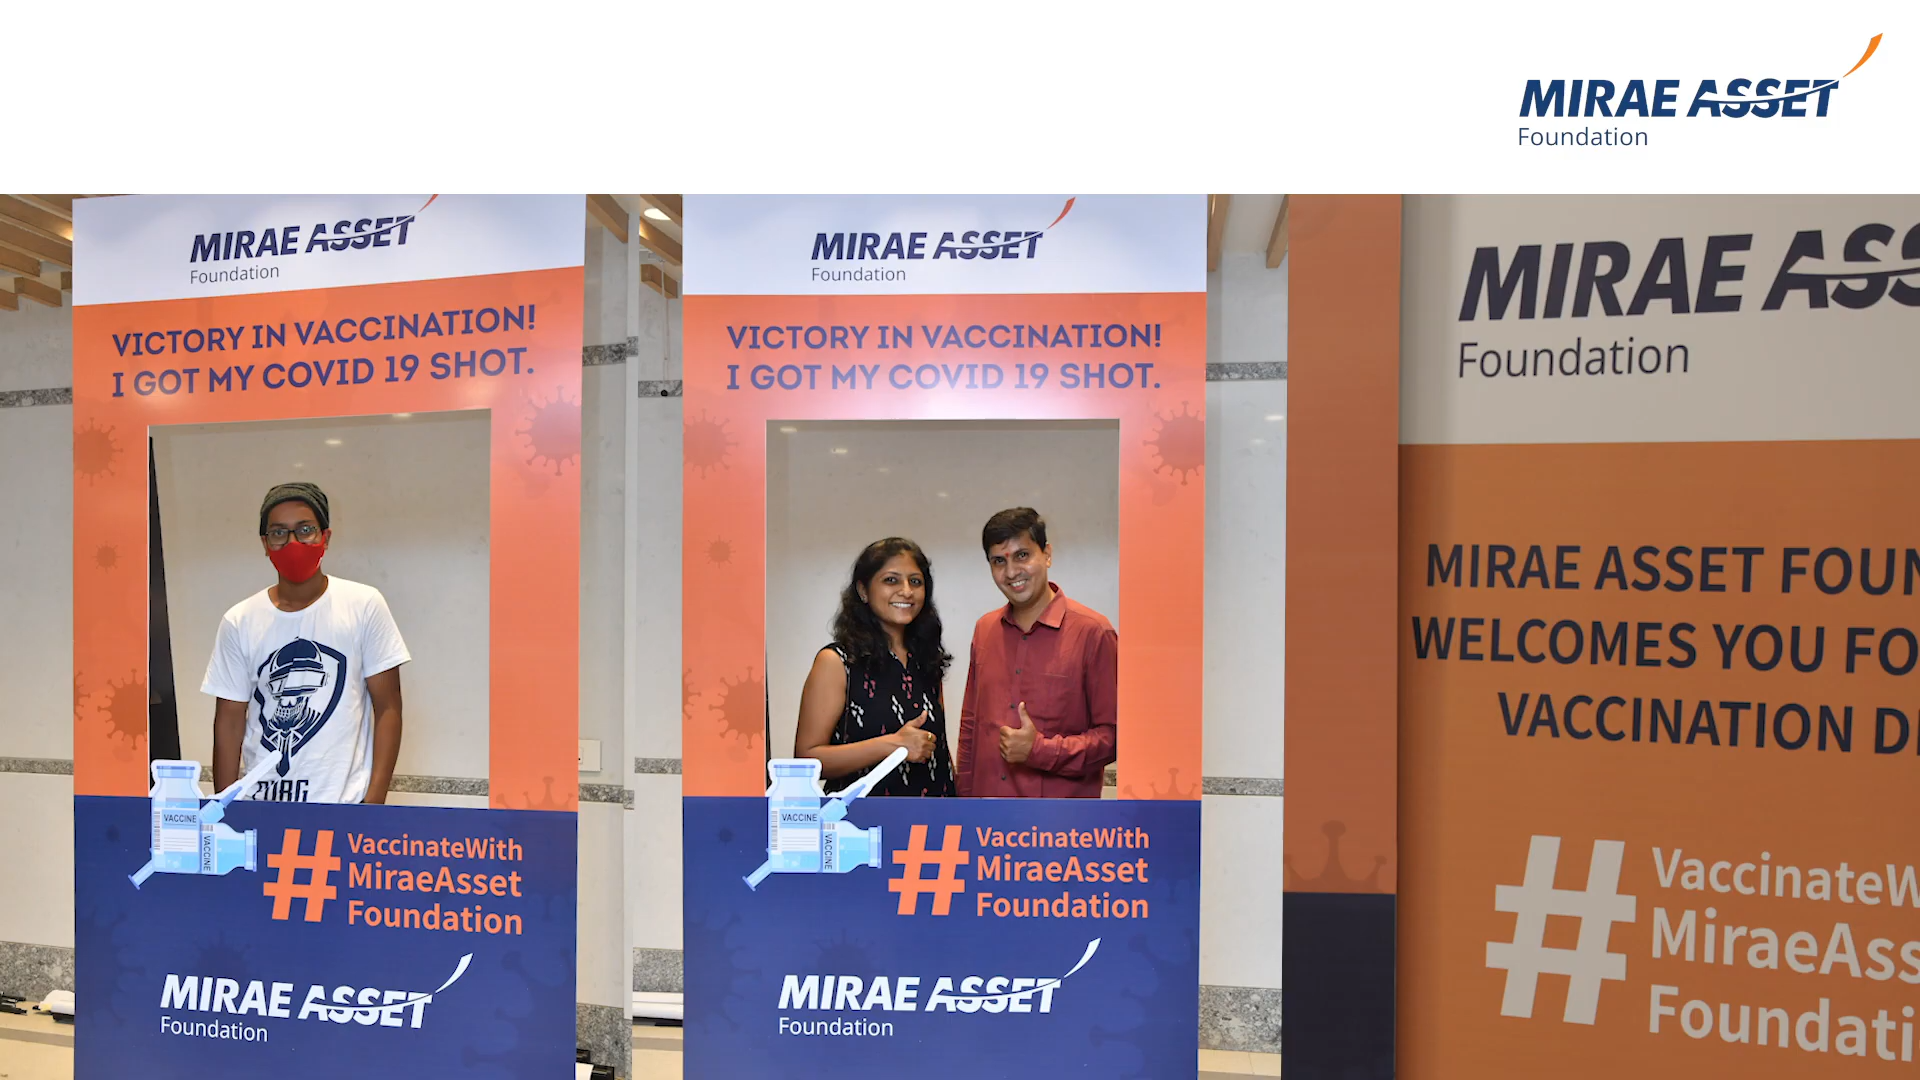 MIRAE ASSET
Foundation
MIRAE ASSET
Foundation
VICTORY IN VACCINATION!
I GOT MY COVID 19 SHOT.
VACCINE
VACCINE
#VaccinateWith
MiraeAsset
Foundation
MIRAE ASSET
Foundation
MIRAE ASSET
Foundation
VICTORY IN VACCINATION!
I GOT MY COVID 19 SHOT.
VACCINE
VACCINE
#VaccinateWith
MiraeAsset
Foundation
MIRAE ASSET
Foundation
MIRAE ASS
Foundation
MIRAE ASSET FOUN
WELCOMES YOU FO
VACCINATION D
#VaccinateW
MiraeAss
Foundati